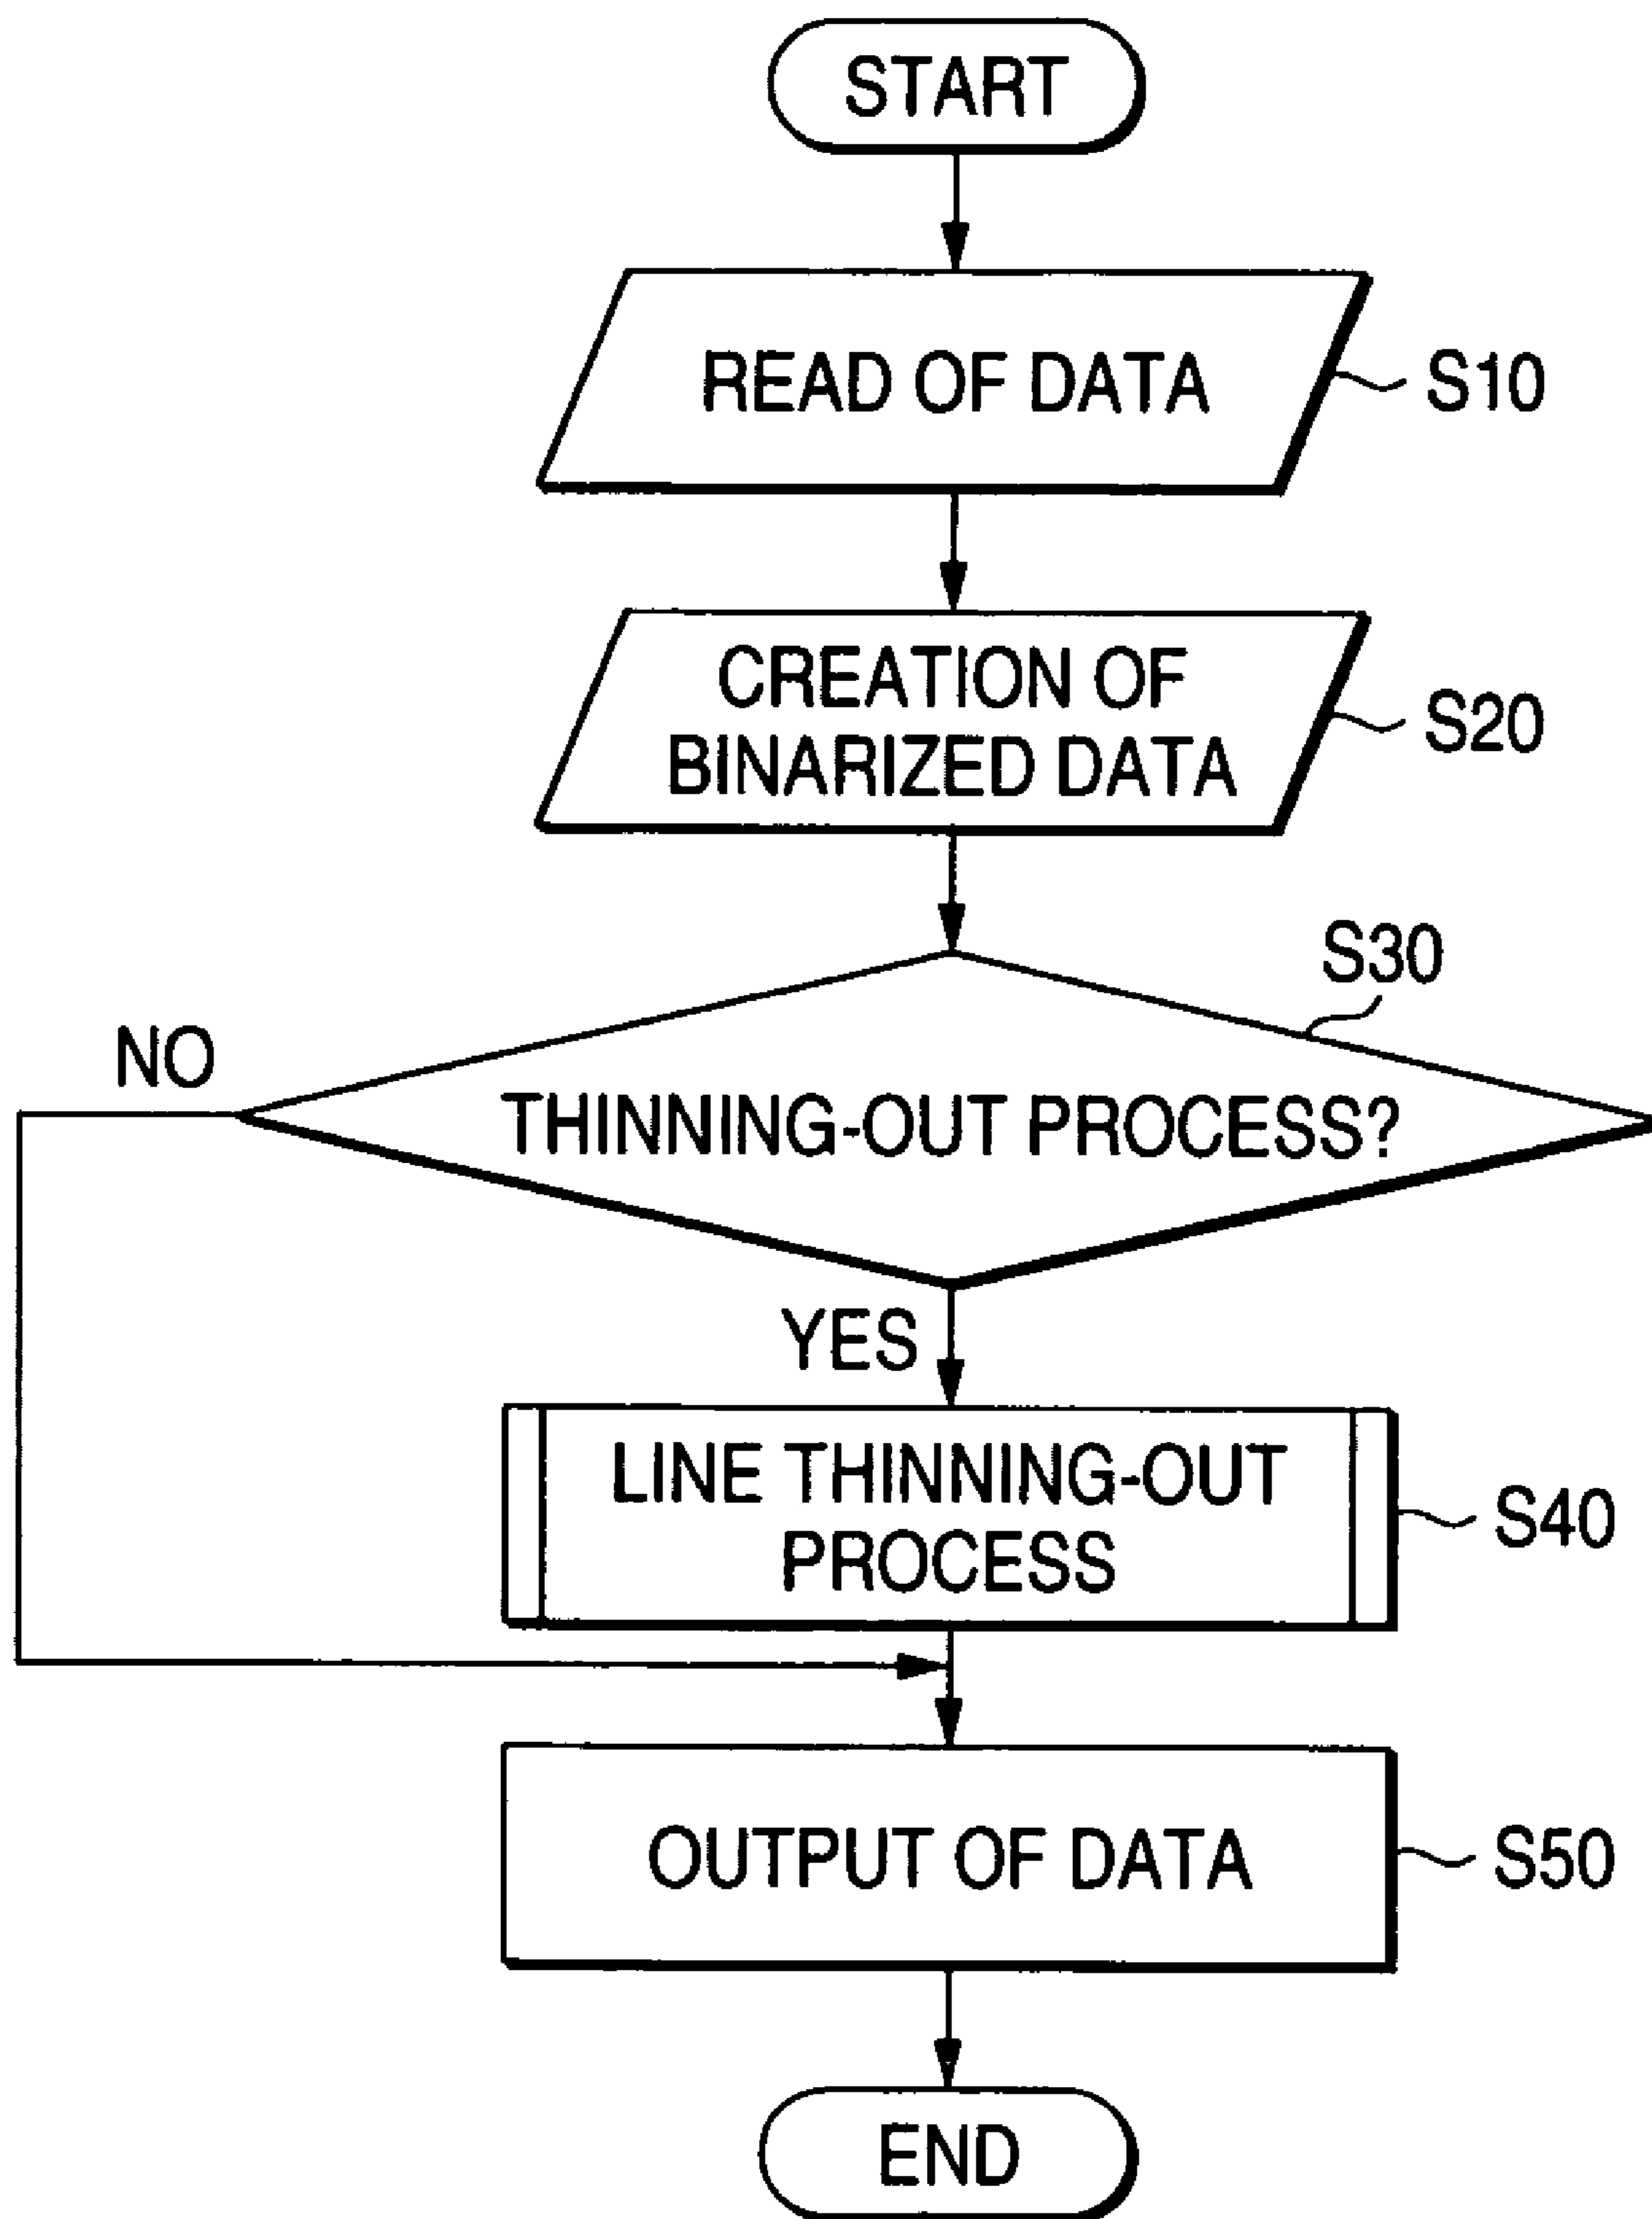 START
READ OF DATA
S10
CREATION OF
BINARIZED DATA
S20
S30
NO
THINNING-OUT PROCESS?
YES
LINE THINNING-OUT
PROCESS
S40
OUTPUT OF DATA
S50
END